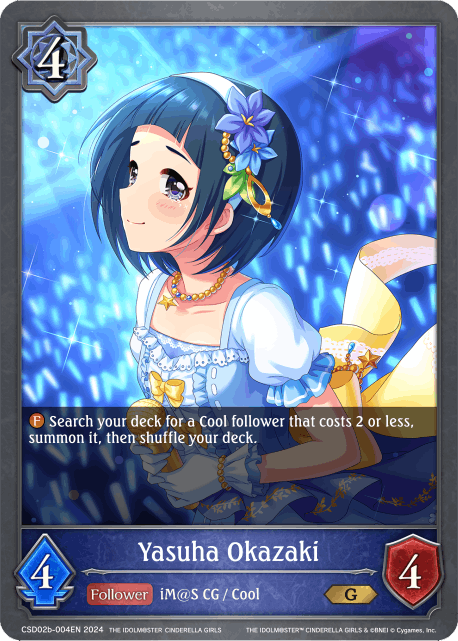 4
F Search your deck for a Cool follower that costs 2 or less,
summon it, then shuffle your deck.
Yasuha Okazaki
4 Follower iM@S CG / Cool G 4
CSD02b-004EN 2024 THE IDOLM@STER CINDERELLA GIRLS THE IDOLM@STER™ CINDERELLA GIRLS & ©BNEI © Cygames, Inc.